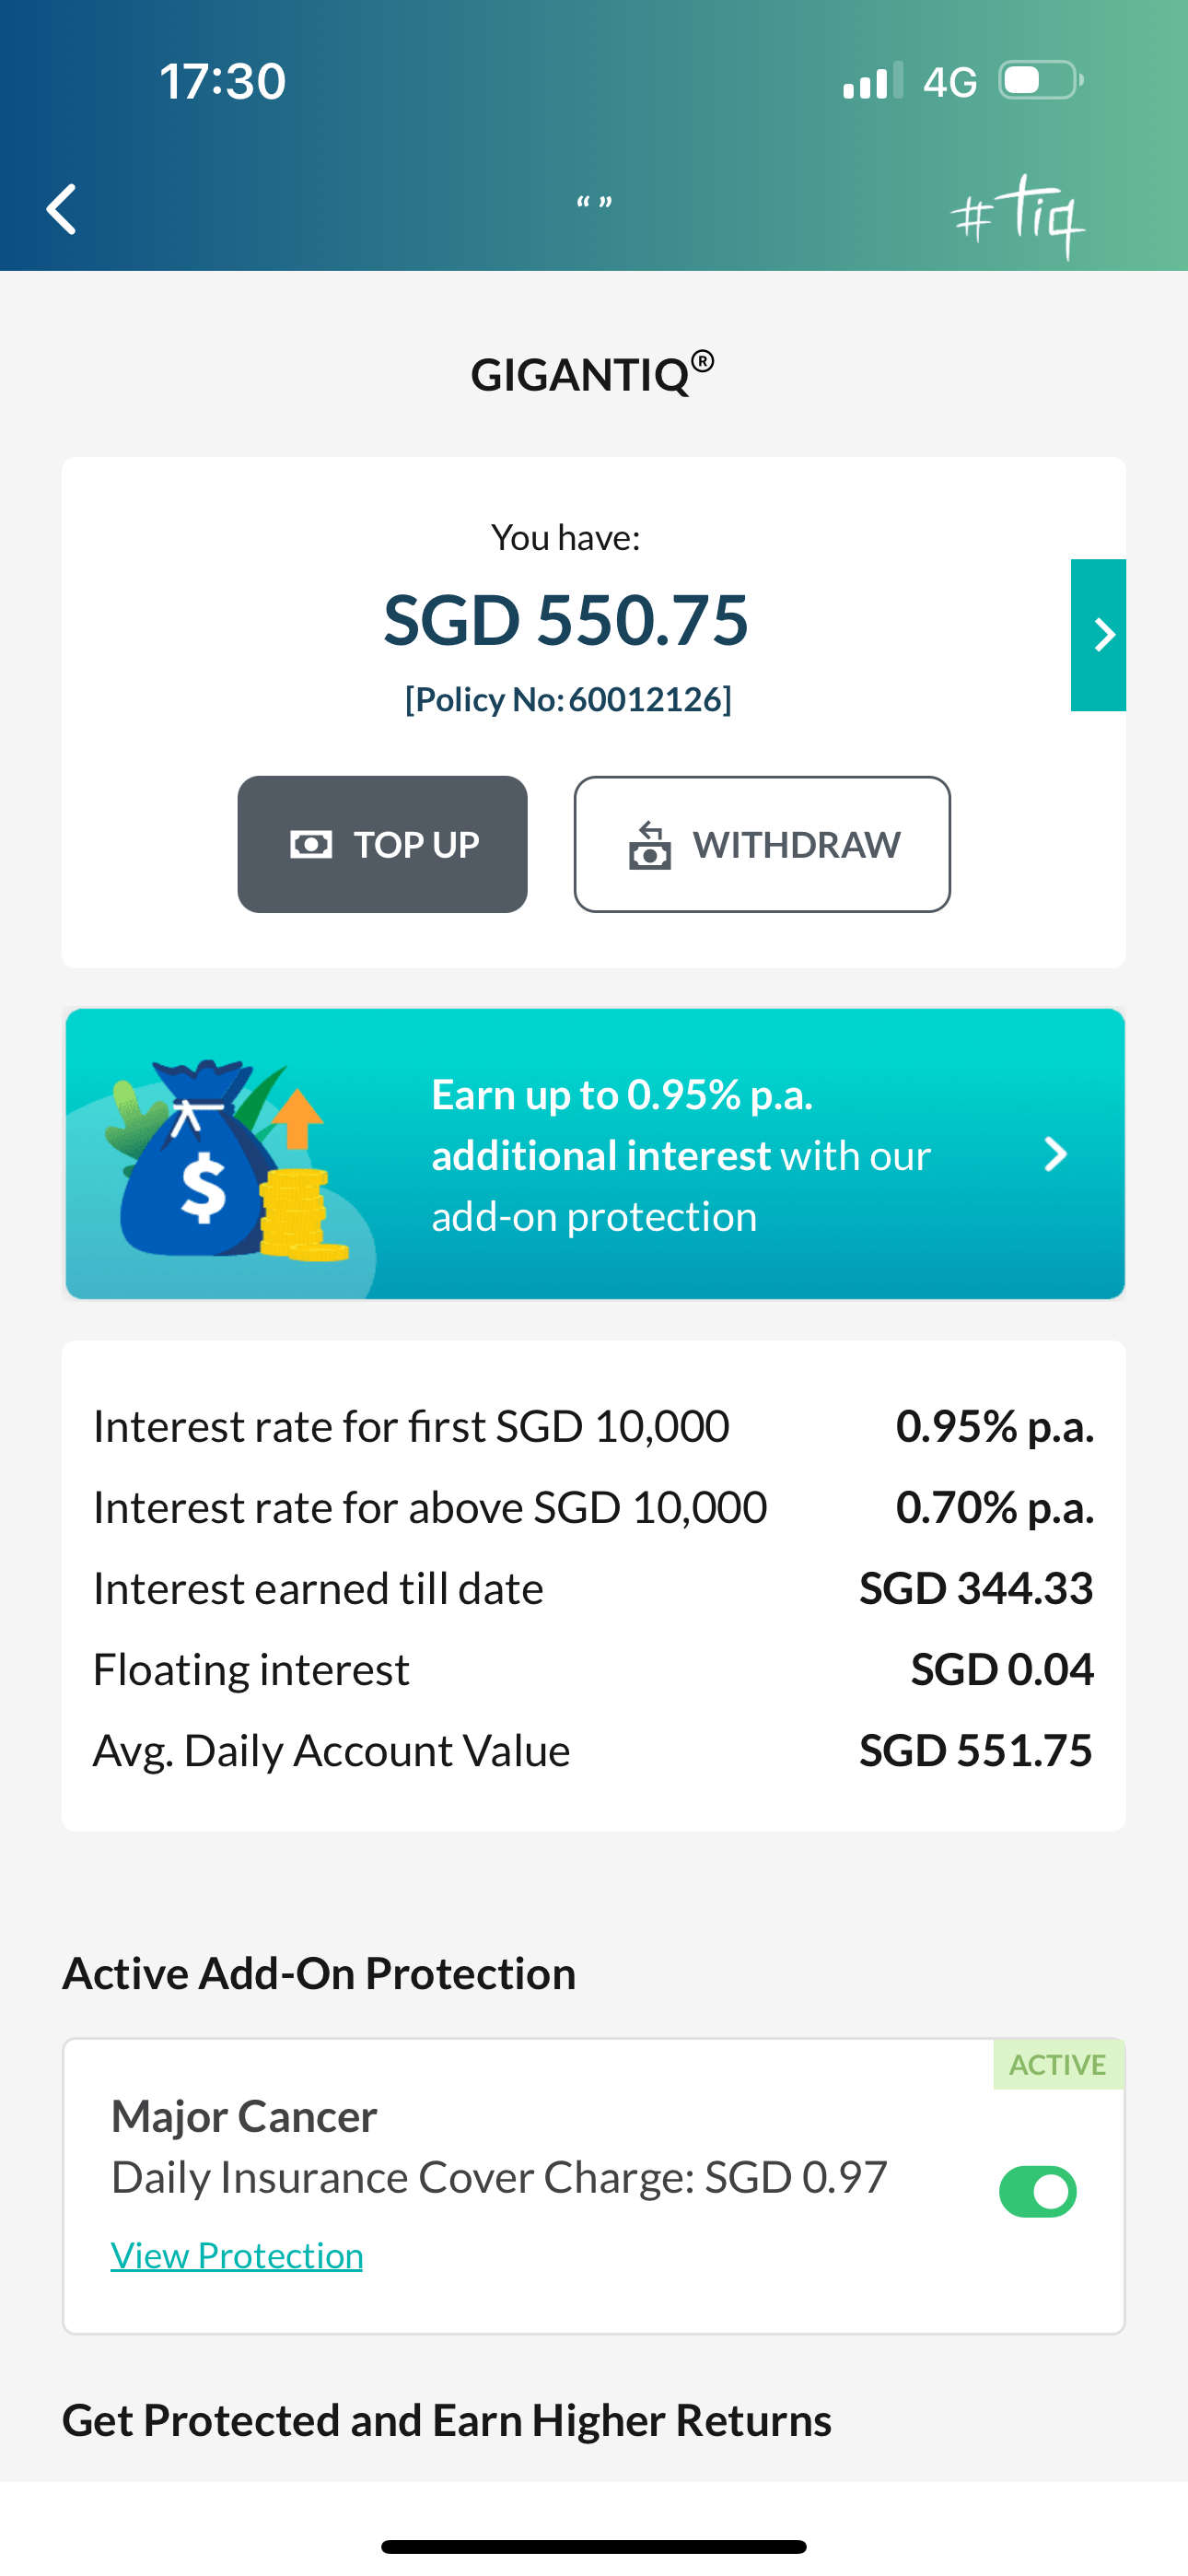 17:30
4G
“ ”
#tiq
GIGANTIQ®
You have:
SGD 550.75
[Policy No:60012126]
TOP UP
WITHDRAW
$
Earn up to 0.95% p.a.
additional interest with our
add-on protection
Interest rate for first SGD 10,000 0.95% p.a.
Interest rate for above SGD 10,000 0.70% p.a.
Interest earned till date SGD 344.33
Floating interest SGD 0.04
Avg. Daily Account Value SGD 551.75
Active Add-On Protection
ACTIVE
Major Cancer
Daily Insurance Cover Charge: SGD 0.97
View Protection
Get Protected and Earn Higher Returns